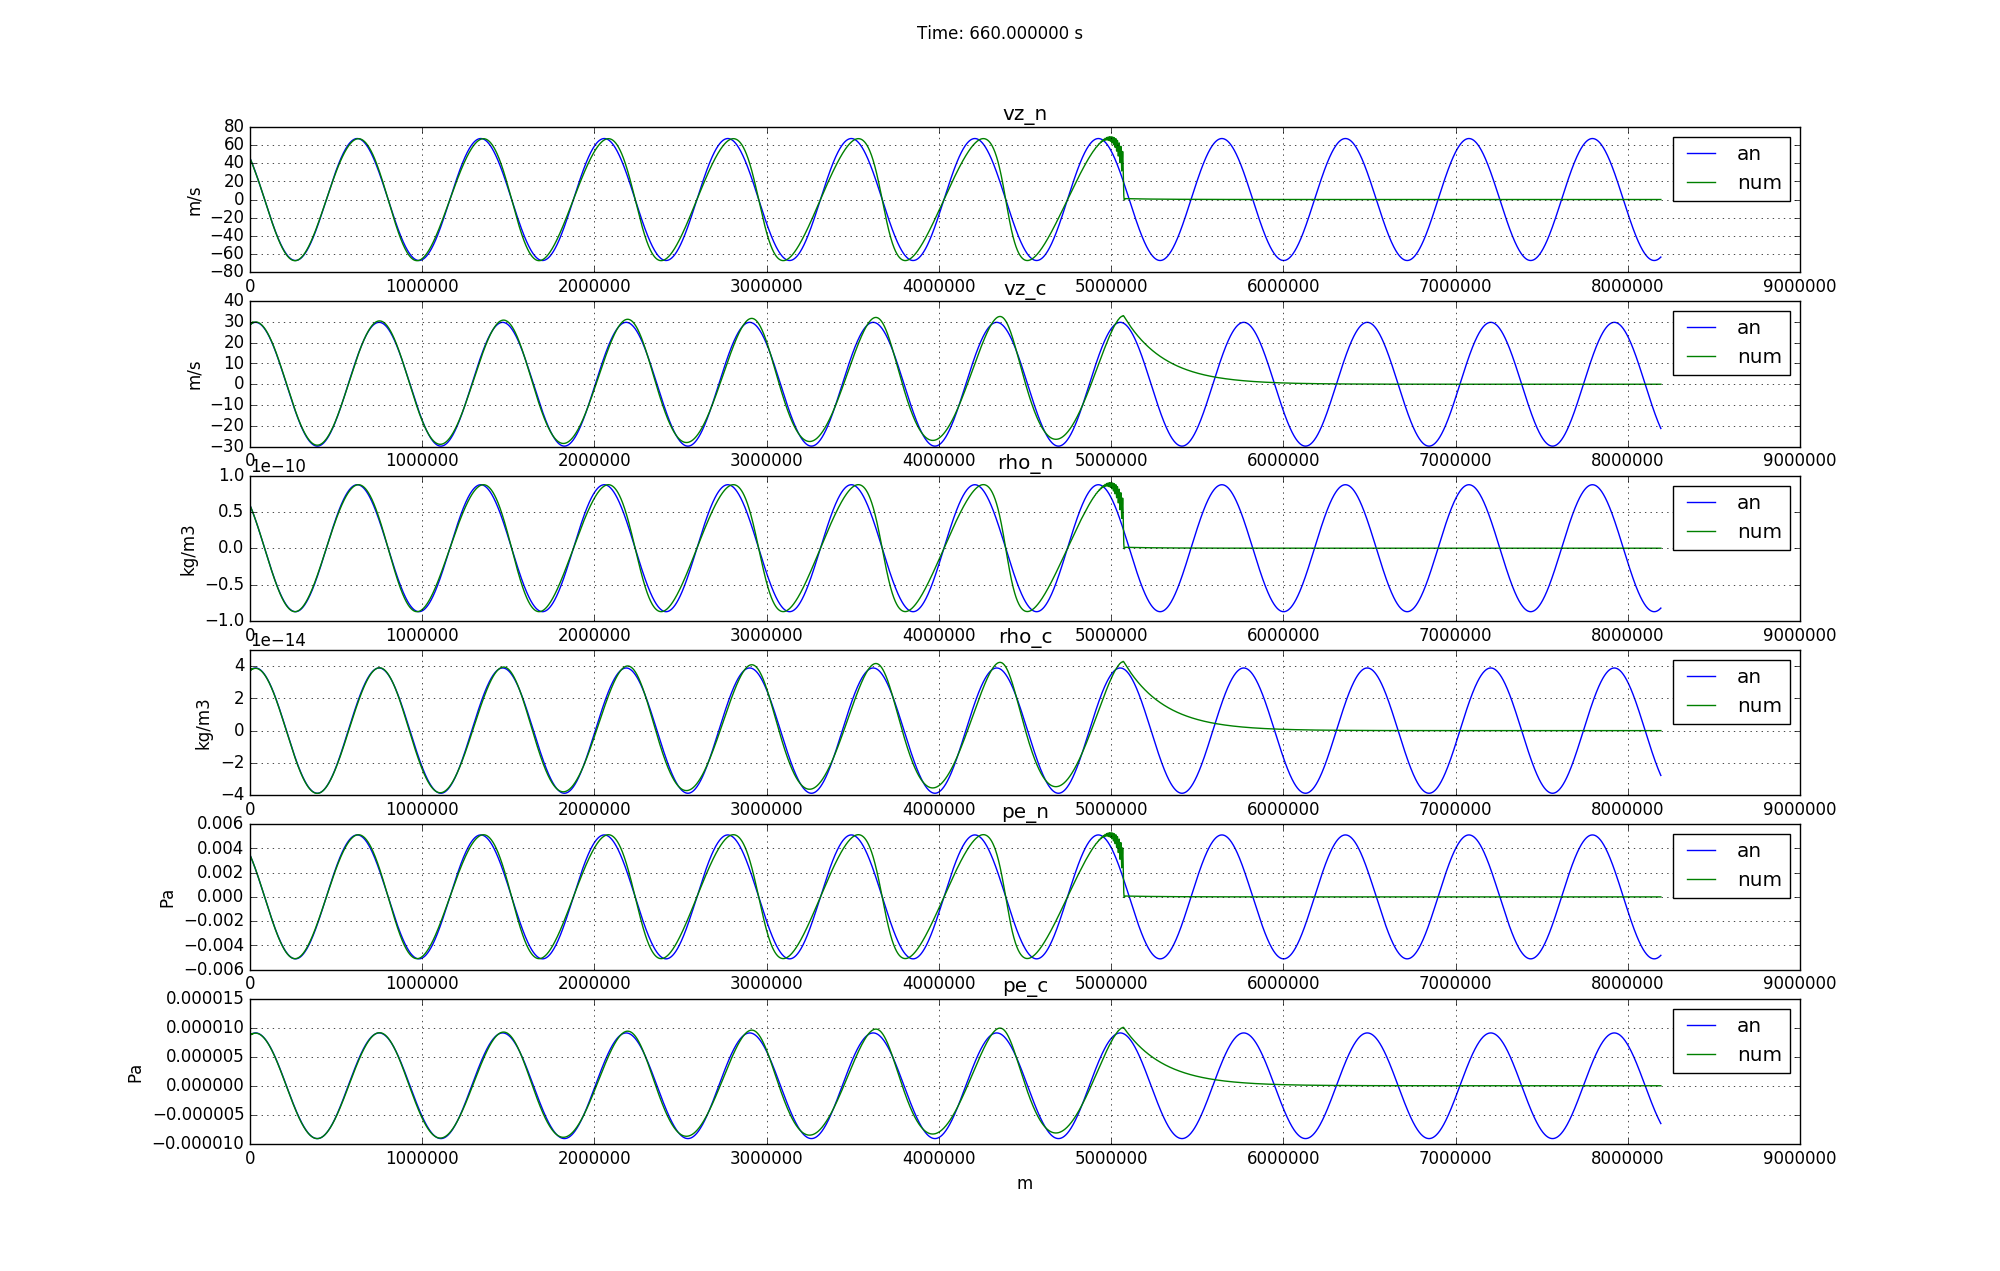 Time: 660.000000 s
vz_n
80
60
40
20
0
−20
−40
−60
−80
m/s
an
num
0 1000000 2000000 3000000 4000000 5000000 6000000 7000000 8000000 9000000
vz_c
40
30
20
10
0
−10
−20
−30
m/s
an
num
0 1000000 2000000 3000000 4000000 5000000 6000000 7000000 8000000 9000000
1e−10
rho_n
1.0
0.5
0.0
−0.5
−1.0
kg/m3
an
num
0 1000000 2000000 3000000 4000000 5000000 6000000 7000000 8000000 9000000
1e−14
rho_c
4
2
0
−2
−4
kg/m3
an
num
0 1000000 2000000 3000000 4000000 5000000 6000000 7000000 8000000 9000000
pe_n
0.006
0.004
0.002
0.000
−0.002
−0.004
−0.006
Pa
an
num
0 1000000 2000000 3000000 4000000 5000000 6000000 7000000 8000000 9000000
pe_c
0.000015
0.000010
0.000005
0.000000
−0.000005
−0.000010
Pa
an
num
0 1000000 2000000 3000000 4000000 5000000 6000000 7000000 8000000 9000000
m